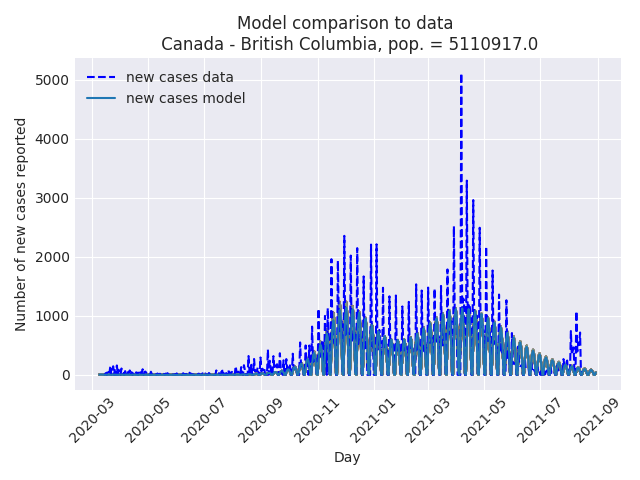 Model comparison to data
Canada - British Columbia, pop. = 5110917.0
new cases data
new cases model
Number of new cases reported
5000
4000
3000
2000
1000
0
2020-03
2020-05
2020-07
2020-09
2020-11
2021-01
2021-03
2021-05
2021-07
2021-09
Day